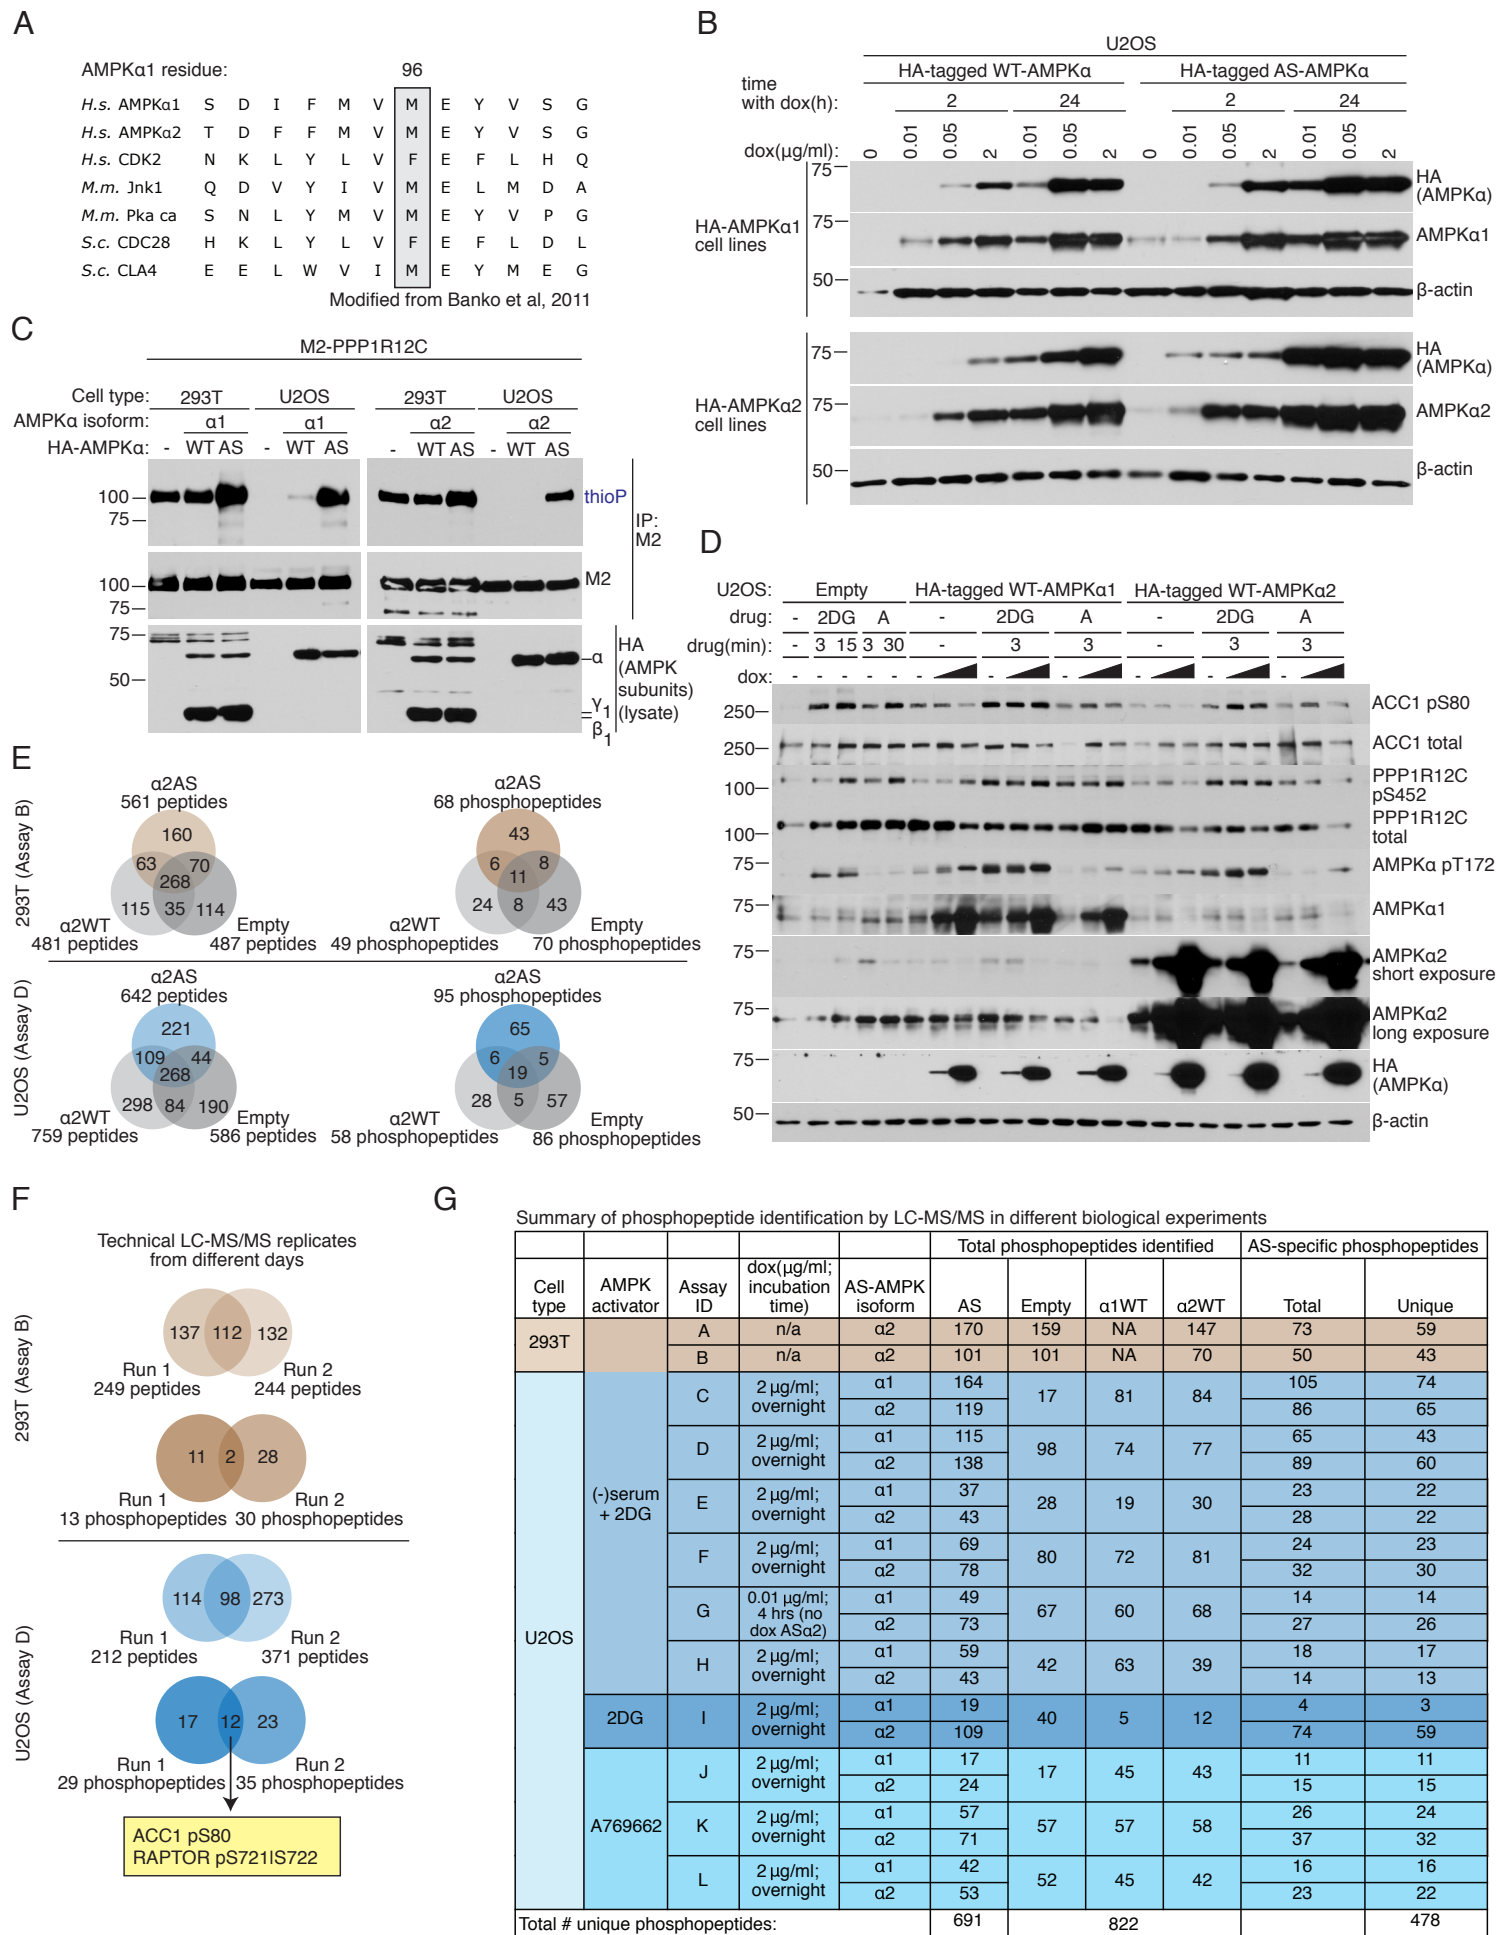 A
AMPKα1 residue: 96
H.s. AMPKα1 S D I F M V M E Y V S G
H.s. AMPKα2 T D F F M V M E Y V S G
H.s. CDK2 N K L Y L V F E F L H Q
M.m. Jnk1 Q D V Y I V M E L M D A
M.m. Pka ca S N L Y M V M E Y V P G
S.c. CDC28 H K L Y L V F E F L D L
S.c. CLA4 E E L W V I M E Y M E G
Modified from Banko et al, 2011
B
U2OS
HA-tagged WT-AMPKα HA-tagged AS-AMPKα
time
with dox(h): 2 24 2 24
dox(µg/ml): 0 0.01 0.05 2 0.01 0.05 2 0 0.01 0.05 2 0.01 0.05 2
HA-AMPKα1
cell lines
75 HA
(AMPKα)
75 AMPKα1
50 β-actin
HA-AMPKα2
cell lines
75 HA
(AMPKα)
75 AMPKα2
50 β-actin
C
M2-PPP1R12C
Cell type: 293T U2OS 293T U2OS
AMPKα isoform: α1 α1 α2 α2
HA-AMPKα: - WT AS - WT AS - WT AS - WT AS
100 thioP
75
IP:
M2
100 M2
75
75 HA
α (AMPK
50 subunits)
γ1 (lysate)
β1
D
U2OS: Empty HA-tagged WT-AMPKα1 HA-tagged WT-AMPKα2
drug: - 2DG A - 2DG A - 2DG A
drug(min): - 3 15 3 30 - 3 3 - 3 3
dox: - - - - - - - - - - -
250 ACC1 pS80
250 ACC1 total
100 PPP1R12C
pS452
100 PPP1R12C
total
75 AMPKα pT172
75 AMPKα1
75 AMPKα2
short exposure
75 AMPKα2
long exposure
75 HA
(AMPKα)
50 β-actin
E
293T (Assay B)
α2AS
561 peptides
160
63 70
268
115 35 114
α2WT Empty
481 peptides 487 peptides
α2AS
68 phosphopeptides
43
6 8
11
24 8 43
α2WT Empty
49 phosphopeptides 70 phosphopeptides
U2OS (Assay D)
α2AS
642 peptides
221
109 44
268
298 84 190
α2WT Empty
759 peptides 586 peptides
α2AS
95 phosphopeptides
65
6 5
19
28 5 57
α2WT Empty
58 phosphopeptides 86 phosphopeptides
F
Technical LC-MS/MS replicates
from different days
293T (Assay B)
137 112 132
Run 1 Run 2
249 peptides 244 peptides
11 2 28
Run 1 Run 2
13 phosphopeptides 30 phosphopeptides
U2OS (Assay D)
114 98 273
Run 1 Run 2
212 peptides 371 peptides
17 12 23
Run 1 Run 2
29 phosphopeptides 35 phosphopeptides
ACC1 pS80
RAPTOR pS721|S722
G
Summary of phosphopeptide identification by LC-MS/MS in different biological experiments
Total phosphopeptides identified AS-specific phosphopeptides
Cell type AMPK activator Assay ID dox(µg/ml; incubation time) AS-AMPK isoform AS Empty α1WT α2WT Total Unique
293T A n/a α2 170 159 NA 147 73 59
B n/a α2 101 101 NA 70 50 43
U2OS (-)serum + 2DG C 2 µg/ml; overnight α1 164 17 81 84 105 74
α2 119 86 65
D 2 µg/ml; overnight α1 115 98 74 77 65 43
α2 138 89 60
E 2 µg/ml; overnight α1 37 28 19 30 23 22
α2 43 28 22
F 2 µg/ml; overnight α1 69 80 72 81 24 23
α2 78 32 30
G 0.01 µg/ml; 4 hrs (no dox ASα2) α1 49 67 60 68 14 14
α2 73 27 26
H 2 µg/ml; overnight α1 59 42 63 39 18 17
α2 43 14 13
2DG I 2 µg/ml; overnight α1 19 40 5 12 4 3
α2 109 74 59
A769662 J 2 µg/ml; overnight α1 17 17 45 43 11 11
α2 24 15 15
K 2 µg/ml; overnight α1 57 57 57 58 26 24
α2 71 37 32
L 2 µg/ml; overnight α1 42 52 45 42 16 16
α2 53 23 22
Total # unique phosphopeptides: 691 822 478